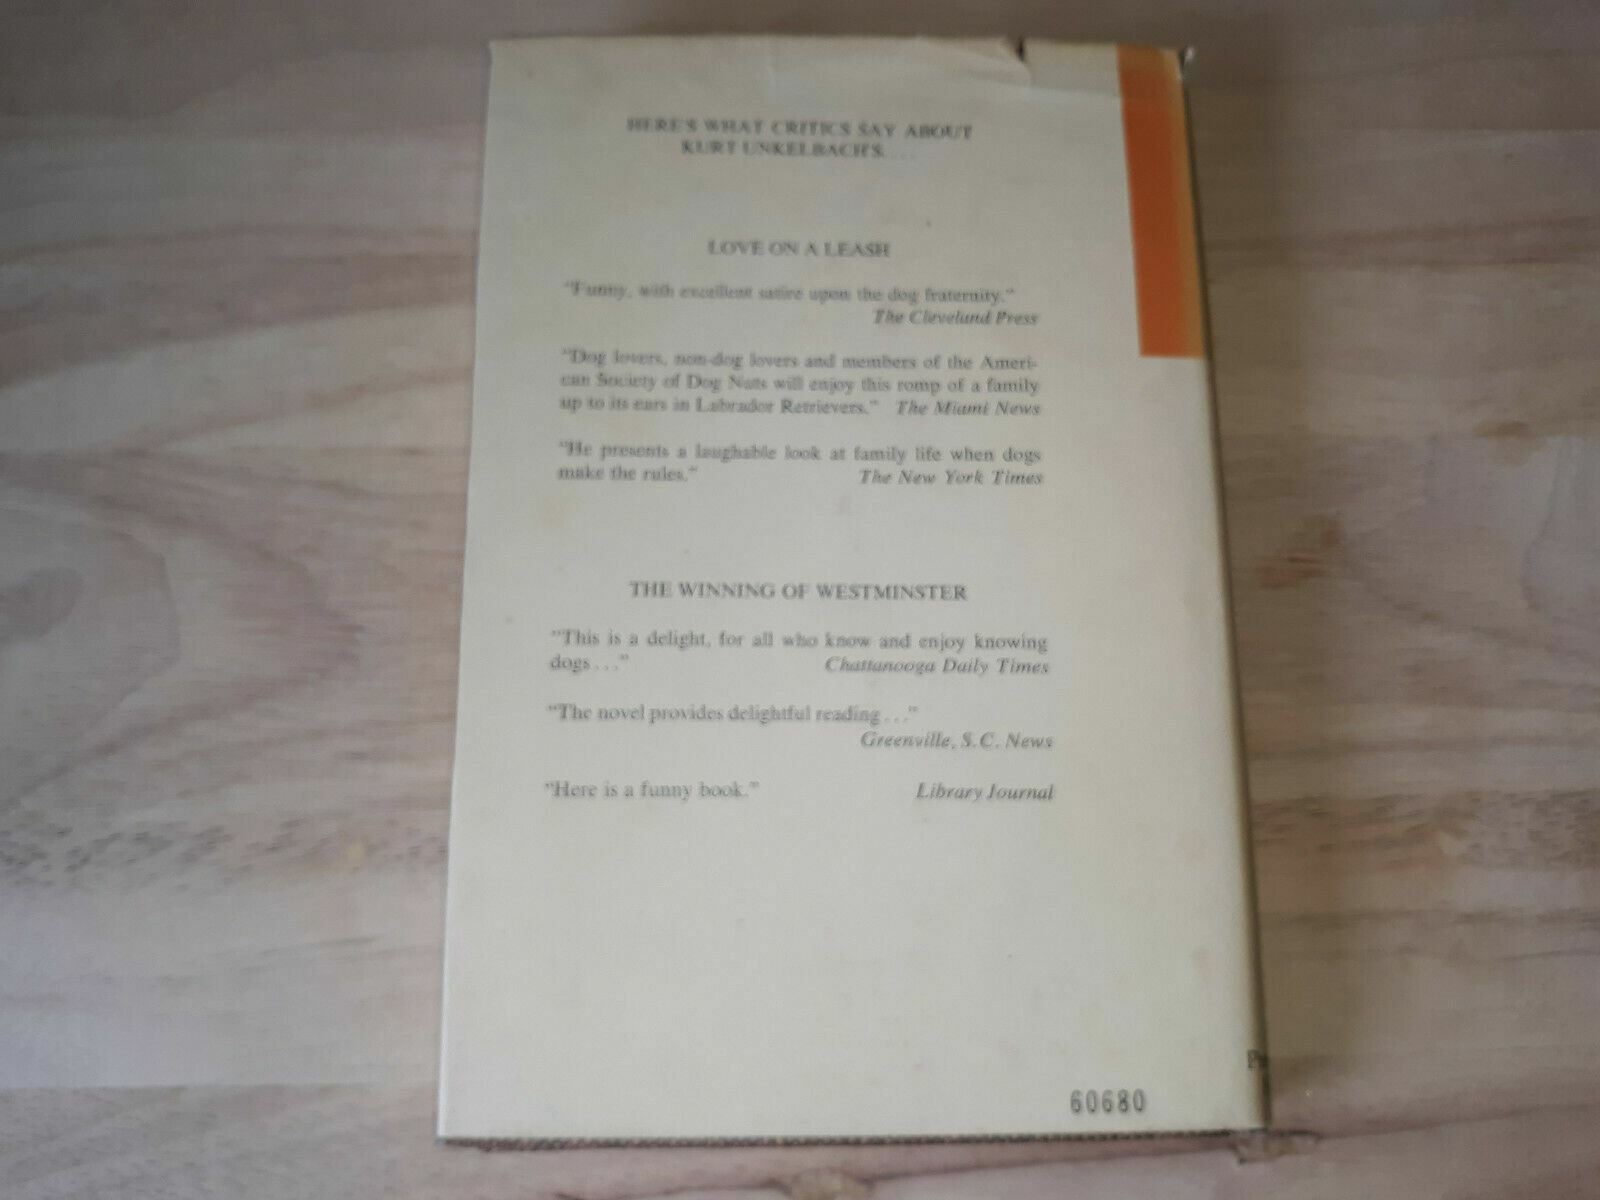 HERE'S WHAT CRITICS SAY ABOUT
KURT UNKELBACH'S....
LOVE ON A LEASH
"Funny, with excellent satire upon the dog fraternity."
The Cleveland Press
"Dog lovers, non-dog lovers and members of the Ameri-
can Society of Dog Nuts will enjoy this romp of a family
up to its ears in Labrador Retrievers." The Miami News
"He presents a laughable look at family life when dogs
make the rules." The New York Times
THE WINNING OF WESTMINSTER
"This is a delight, for all who know and enjoy knowing
dogs..." Chattanooga Daily Times
"The novel provides delightful reading..."
Greenville, S.C. News
"Here is a funny book." Library Journal
60680